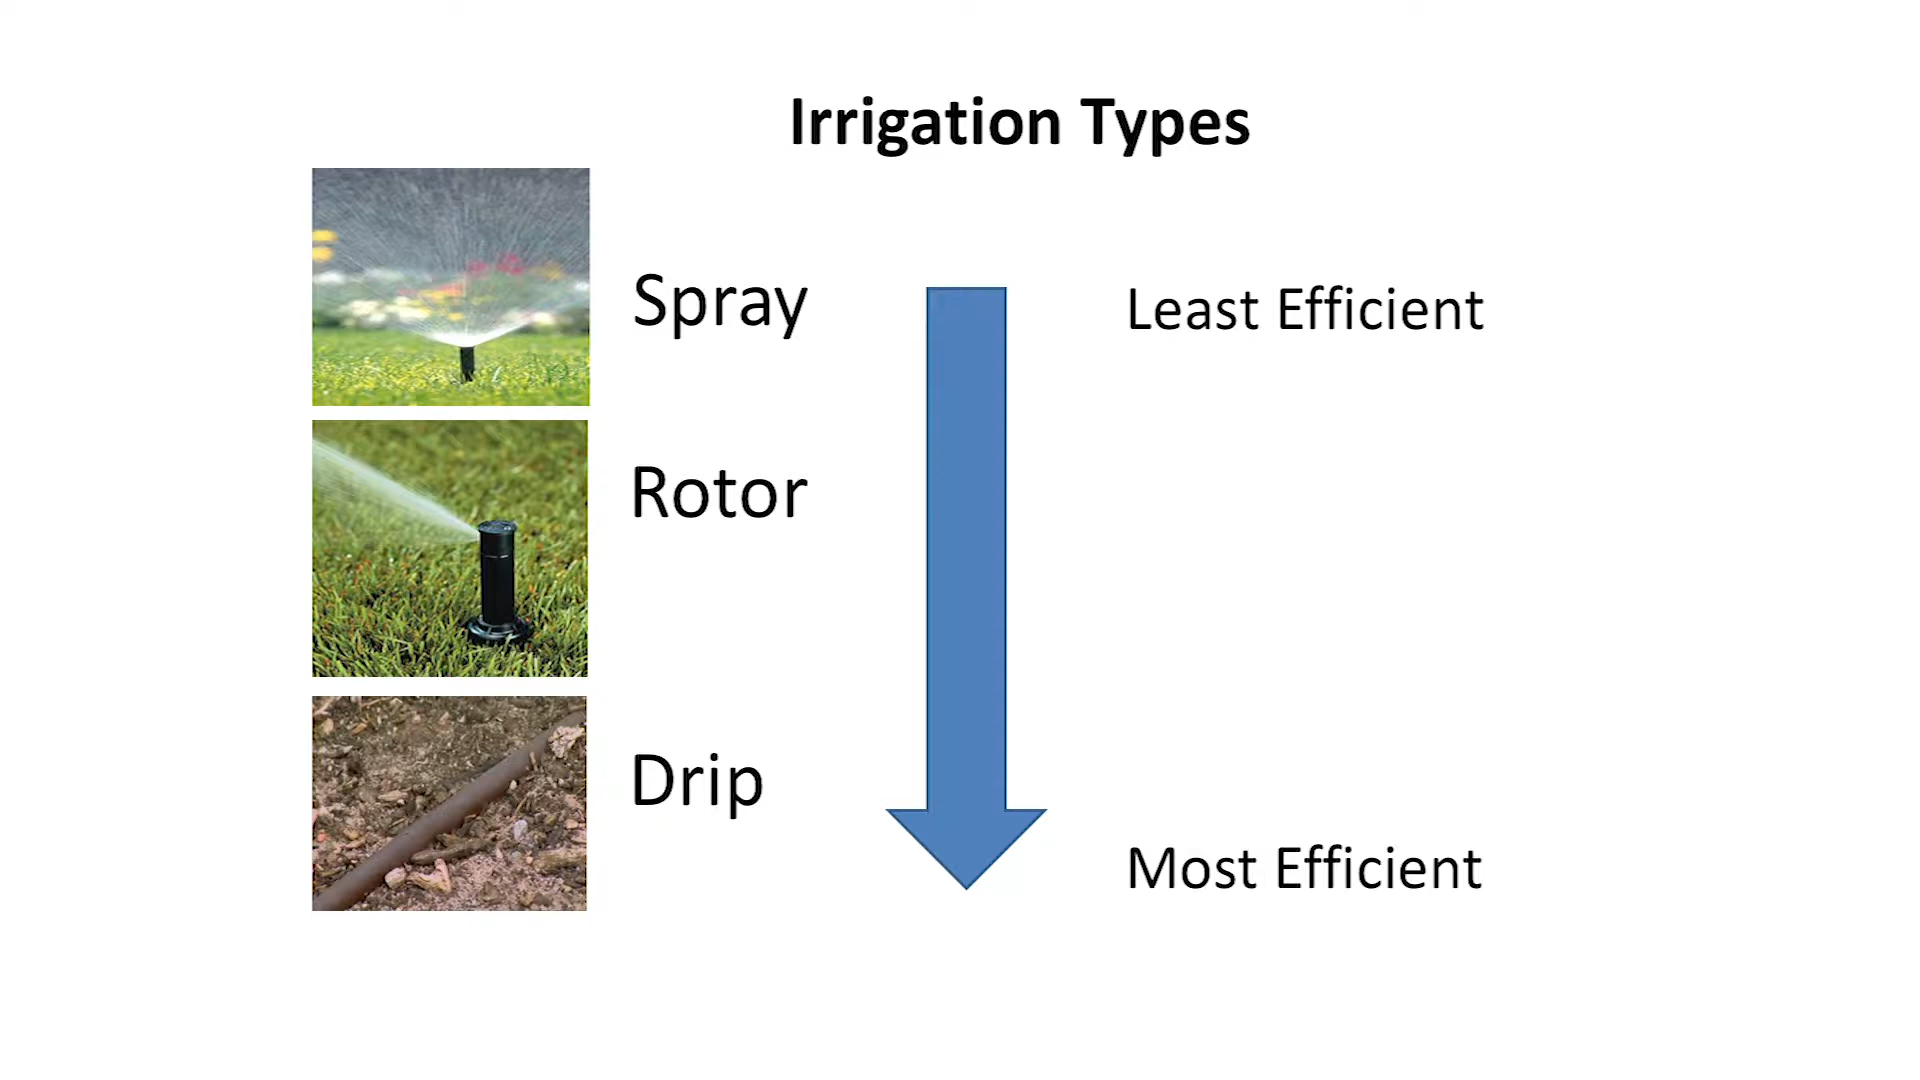 Irrigation Types
Spray
Least Efficient
Rotor
Drip
Most Efficient